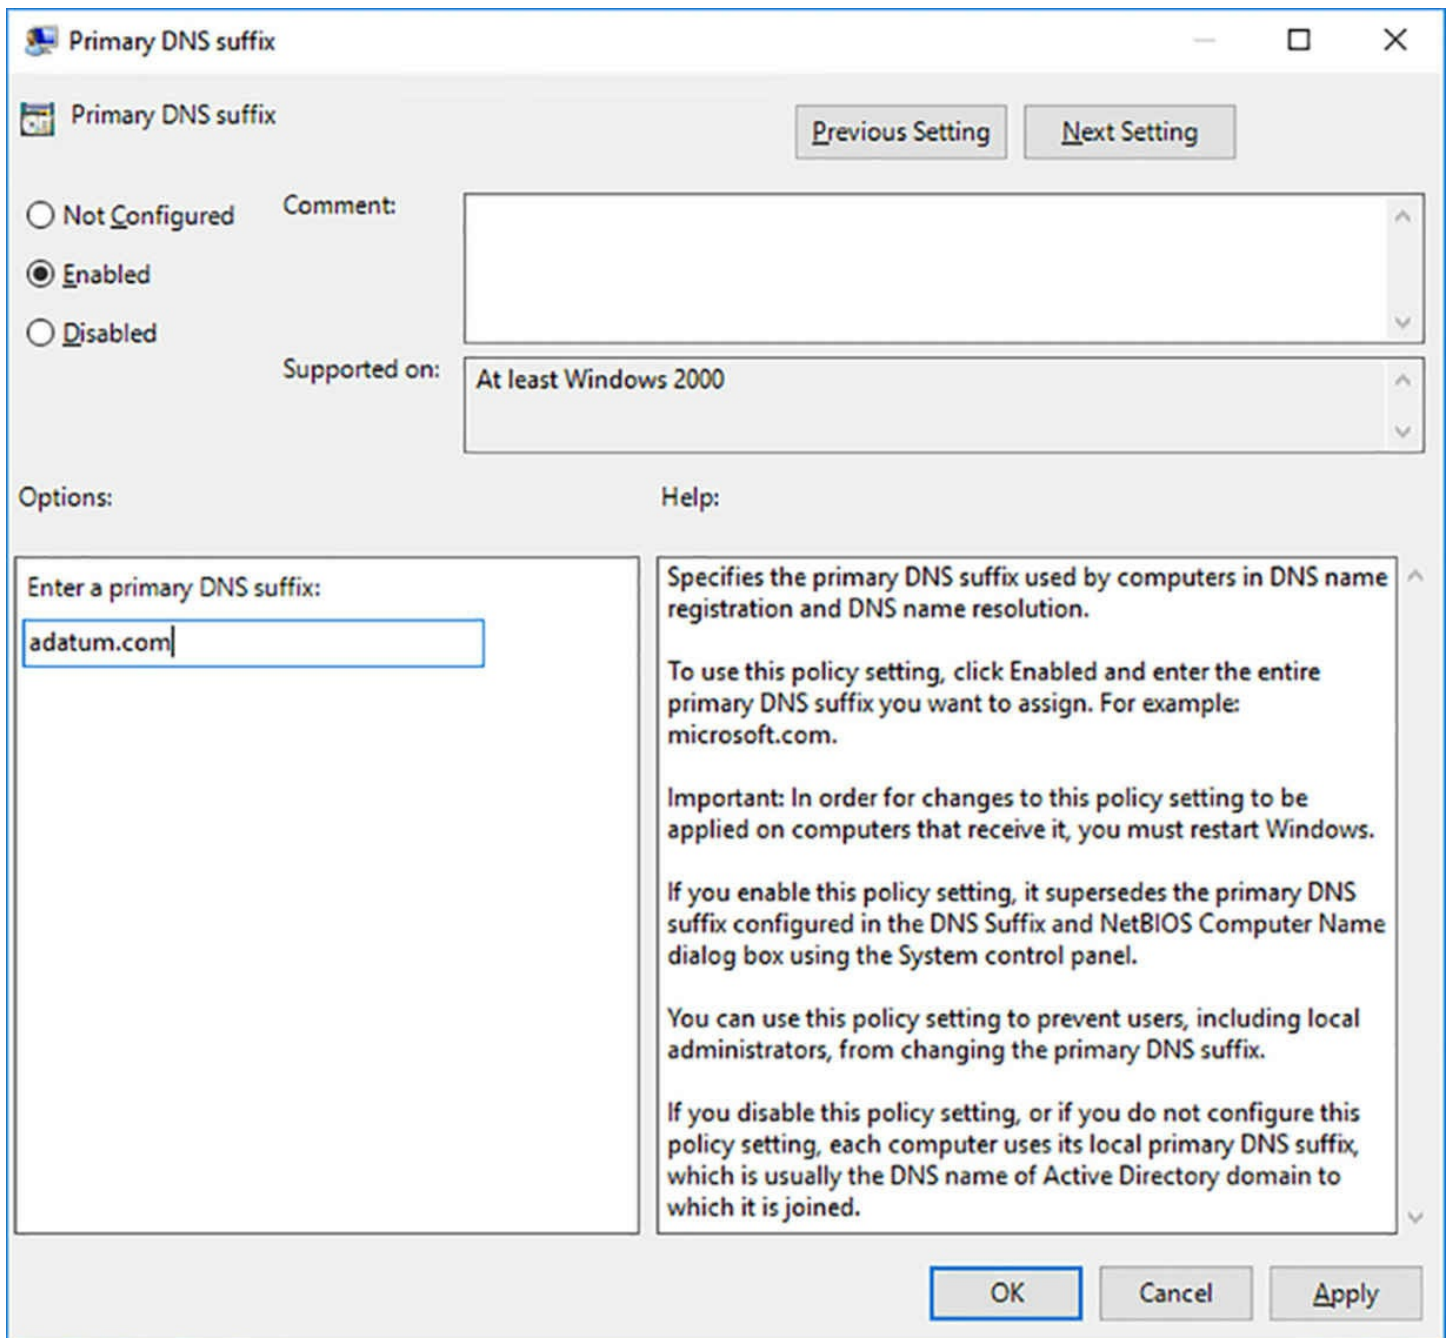 Primary DNS suffix
Primary DNS suffix
Previous Setting
Next Setting
Not Configured
Comment:
Enabled
Disabled
Supported on:
At least Windows 2000
Options:
Help:
Enter a primary DNS suffix:
adatum.com
Specifies the primary DNS suffix used by computers in DNS name
registration and DNS name resolution.
To use this policy setting, click Enabled and enter the entire
primary DNS suffix you want to assign. For example:
microsoft.com.
Important: In order for changes to this policy setting to be
applied on computers that receive it, you must restart Windows.
If you enable this policy setting, it supersedes the primary DNS
suffix configured in the DNS Suffix and NetBIOS Computer Name
dialog box using the System control panel.
You can use this policy setting to prevent users, including local
administrators, from changing the primary DNS suffix.
If you disable this policy setting, or if you do not configure this
policy setting, each computer uses its local primary DNS suffix,
which is usually the DNS name of Active Directory domain to
which it is joined.
OK
Cancel
Apply